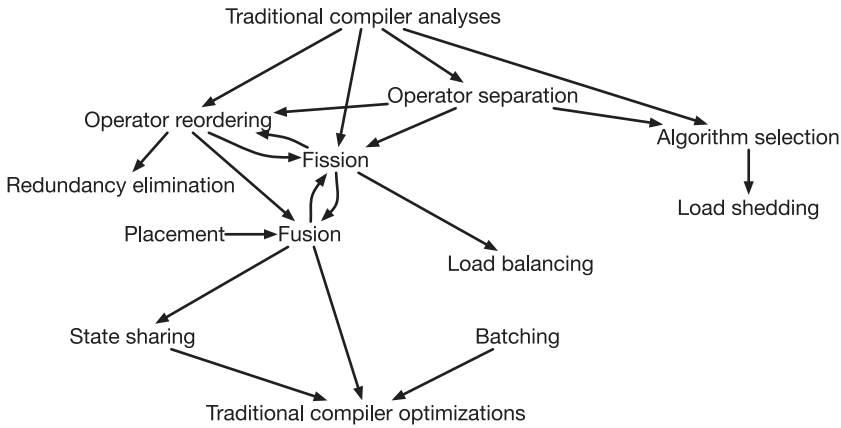 Traditional compiler analyses
Operator separation
Operator reordering
Algorithm selection
Fission
Redundancy elimination
Load shedding
Placement
Fusion
Load balancing
State sharing
Batching
Traditional compiler optimizations